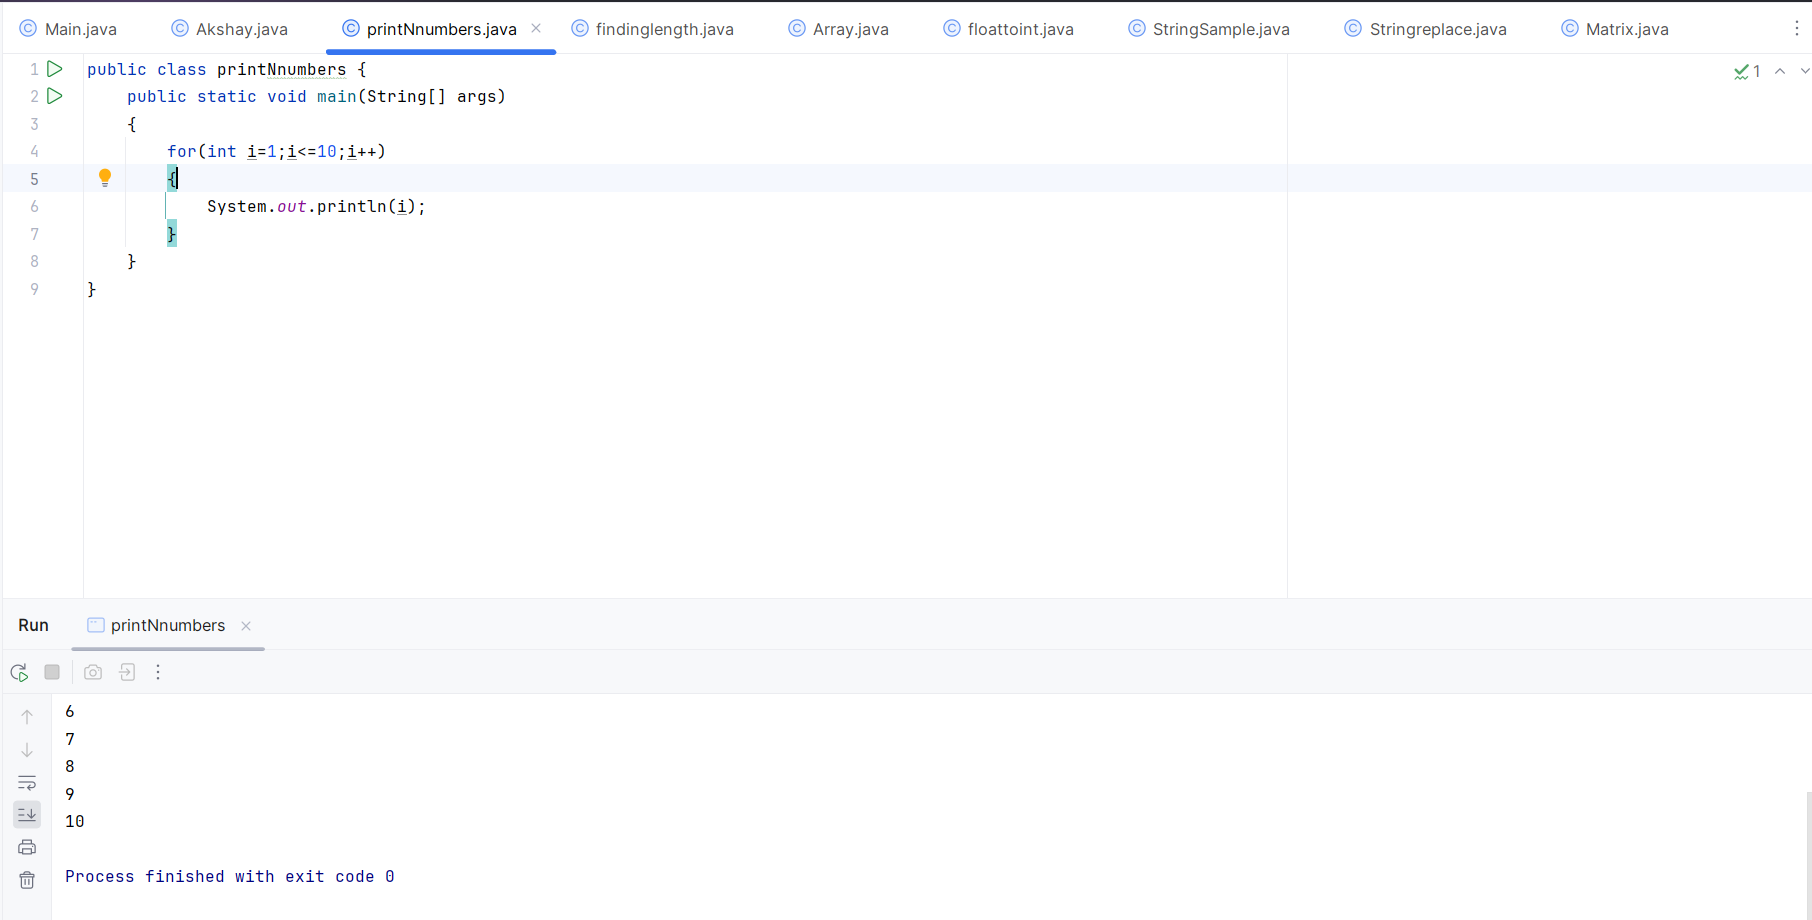 Main.java Akshay.java printNnumbers.java findinglength.java Array.java floattoint.java StringSample.java Stringreplace.java Matrix.java
1 public class printNnumbers { 1
2 public static void main(String[] args)
3 {
4 for(int i=1;i<=10;i++)
5 {
6 System.out.println(i);
7 }
8 }
9 }
Run printNnumbers
6
7
8
9
10
Process finished with exit code 0